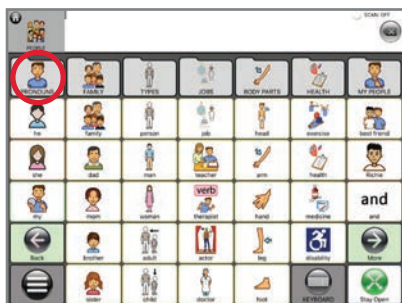 SCAN: OFF
PEOPLE
PRONOUNS FAMILY TYPES JOBS BODY PARTS HEALTH MY PEOPLE
he family person job head exercise best friend
she dad man teacher arm health Richie
my mom woman verb therapist hand medicine and and
Back brother adult actor leg disability More
sister child doctor foot KEYBOARD Stay Open